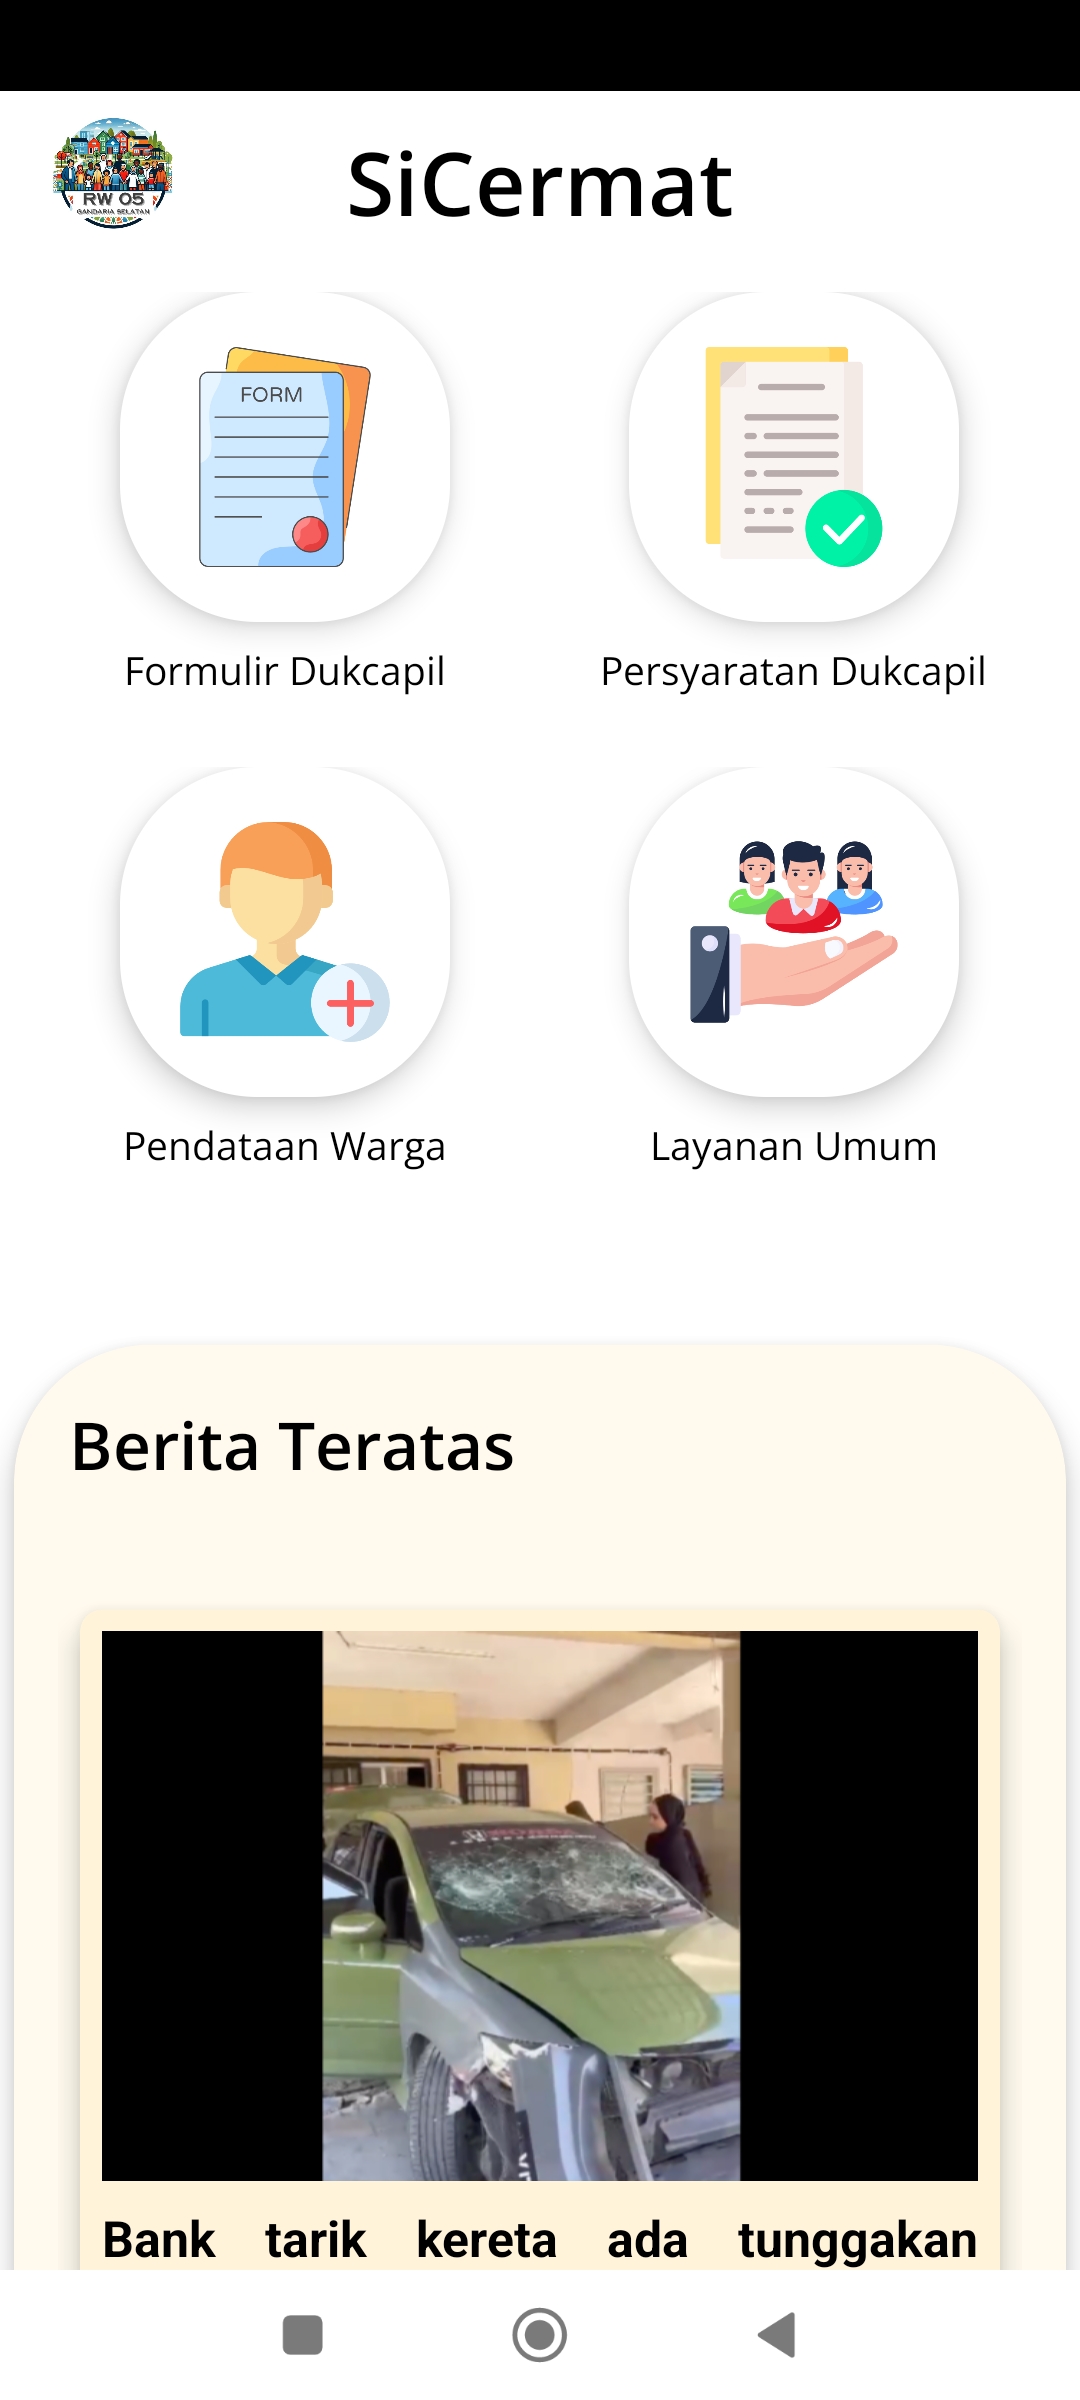 RW 05
GANDARIA SELATAN
SiCermat
FORM
Formulir Dukcapil
Persyaratan Dukcapil
Pendataan Warga
Layanan Umum
Berita Teratas
Bank tarik kereta ada tunggakan